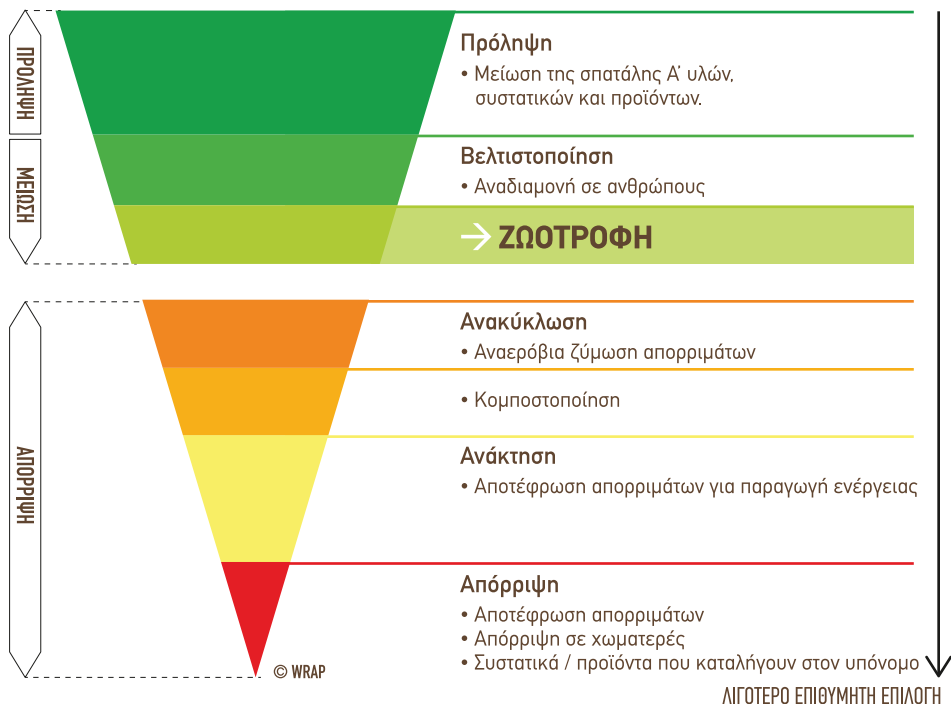 ΠΡΟΛΗΨΗ
Πρόληψη
• Μείωση της σπατάλης Α' υλών,
συστατικών και προϊόντων.
ΜΕΙΩΣΗ
Βελτιστοποίηση
• Αναδιαμονή σε ανθρώπους
→ ΖΩΟΤΡΟΦΗ
ΑΠΟΡΡΙΨΗ
Ανακύκλωση
• Αναερόβια ζύμωση απορριμάτων
• Κομποστοποίηση
Ανάκτηση
• Αποτέφρωση απορριμάτων για παραγωγή ενέργειας
Απόρριψη
• Αποτέφρωση απορριμάτων
• Απόρριψη σε χωματερές
• Συστατικά / προϊόντα που καταλήγουν στον υπόνομο
© WRAP
ΛΙΓΟΤΕΡΟ ΕΠΙΘΥΜΗΤΗ ΕΠΙΛΟΓΗ